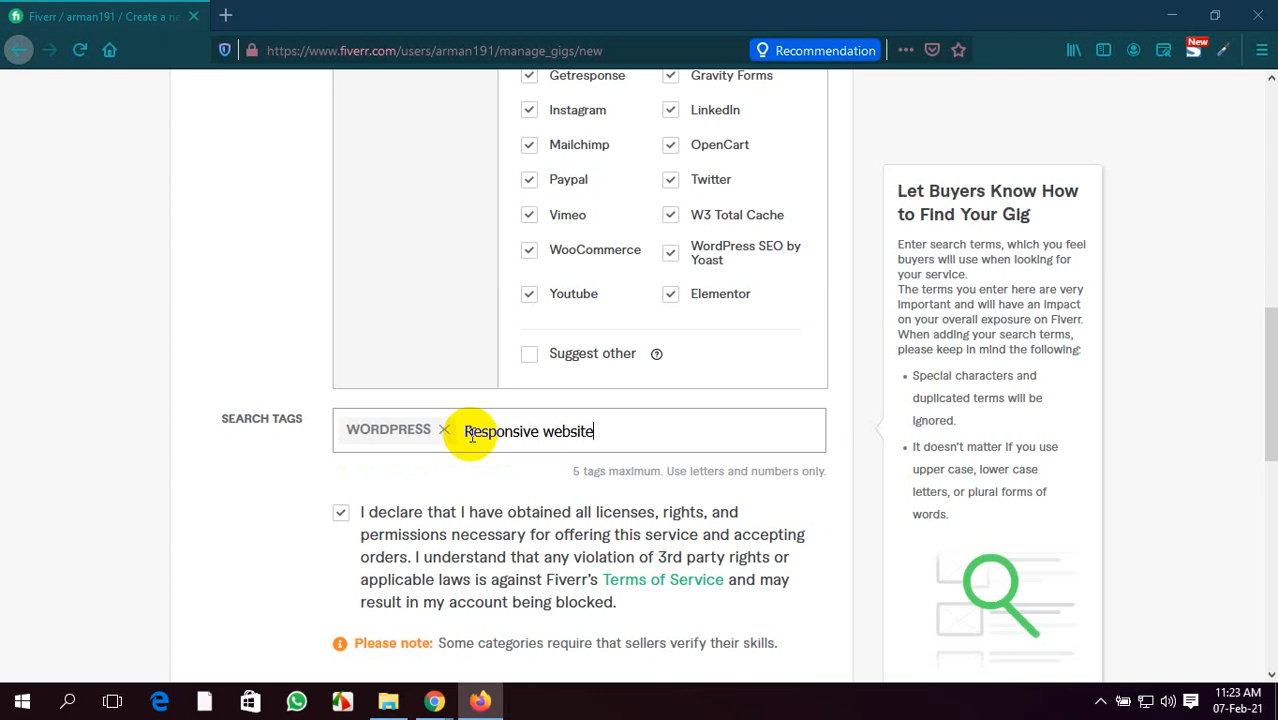 Fiverr / arman191 / Create a ne
https://www.fiverr.com/users/arman191/manage_gigs/new
Recommendation
New
Getresponse
Gravity Forms
Instagram
LinkedIn
Mailchimp
OpenCart
Paypal
Twitter
Vimeo
W3 Total Cache
WooCommerce
WordPress SEO by
Yoast
Youtube
Elementor
Suggest other
SEARCH TAGS
WORDPRESS
Responsive website
5 tags maximum. Use letters and numbers only.
I declare that I have obtained all licenses, rights, and
permissions necessary for offering this service and accepting
orders. I understand that any violation of 3rd party rights or
applicable laws is against Fiverr's Terms of Service and may
result in my account being blocked.
Please note: Some categories require that sellers verify their skills.
Let Buyers Know How
to Find Your Gig
Enter search terms, which you feel
buyers will use when looking for
your service.
The terms you enter here are very
important and will have an impact
on your overall exposure on Fiverr.
When adding your search terms,
please keep in mind the following:
Special characters and
duplicated terms will be
ignored.
It doesn't matter if you use
upper case, lower case
letters, or plural forms of
words.
11:23 AM
07-Feb-21